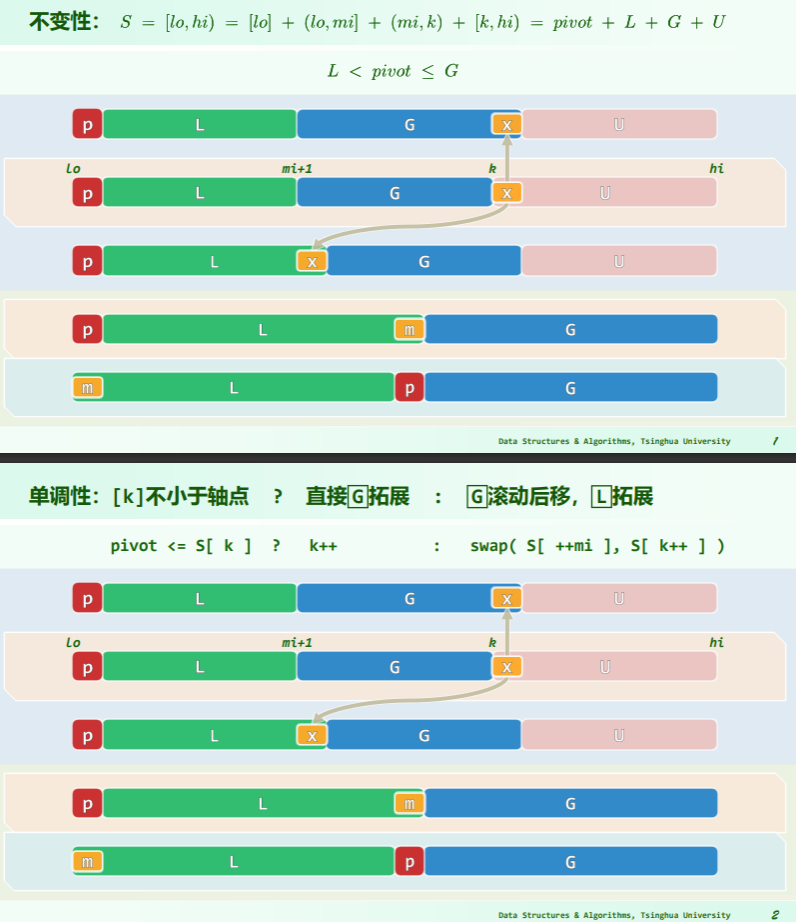 不变性： S = [lo, hi) = [lo] + (lo, mi] + (mi, k) + [k, hi) = pivot + L + G + U
L < pivot ≤ G
p L G x U
lo mi+1 k hi
p L G x U
p L x G U
p L m G
m L p G
Data Structures & Algorithms, Tsinghua University 1
单调性：[k]不小于轴点 ? 直接G拓展 : G滚动后移，L拓展
pivot <= S[ k ] ? k++ : swap( S[ ++mi ], S[ k++ ] )
p L G x U
lo mi+1 k hi
p L G x U
p L x G U
p L m G
m L p G
Data Structures & Algorithms, Tsinghua University 2